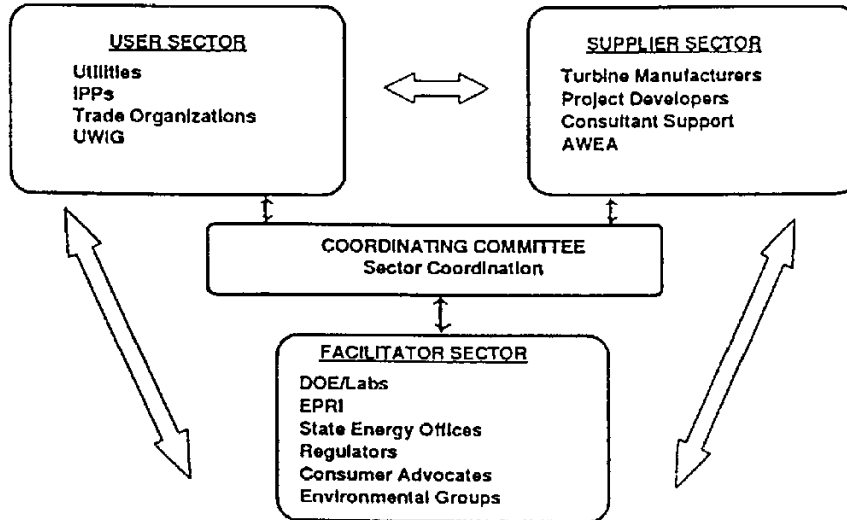 USER SECTOR
Utilities
IPPs
Trade Organizations
UWIG
SUPPLIER SECTOR
Turbine Manufacturers
Project Developers
Consultant Support
AWEA
COORDINATING COMMITTEE
Sector Coordination
FACILITATOR SECTOR
DOE/Labs
EPRI
State Energy Offices
Regulators
Consumer Advocates
Environmental Groups